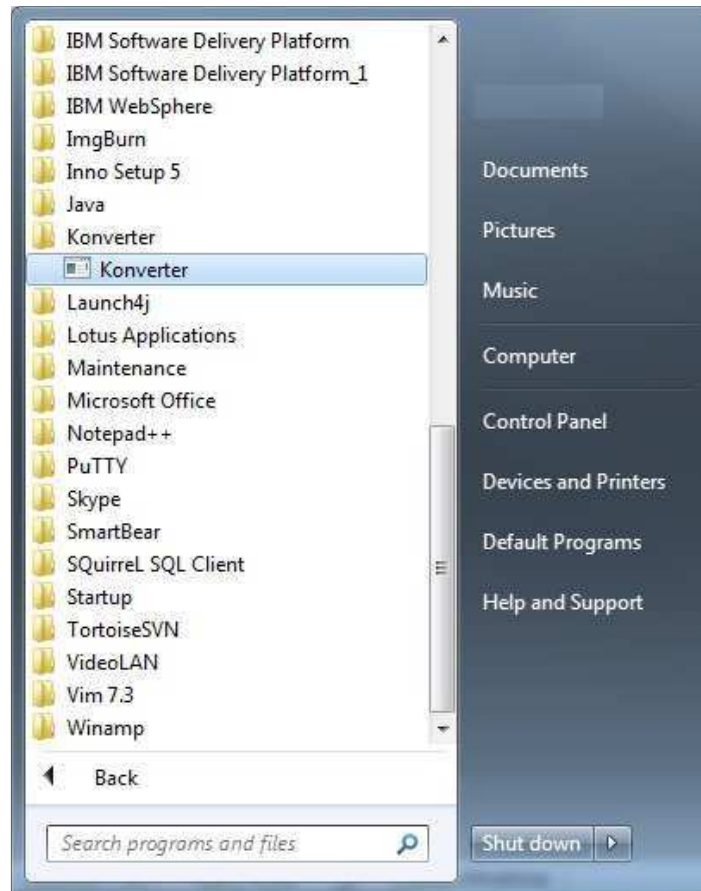 IBM Software Delivery Platform
IBM Software Delivery Platform_1
IBM WebSphere
ImgBurn
Inno Setup 5
Java
Konverter
Konverter
Launch4j
Lotus Applications
Maintenance
Microsoft Office
Notepad++
PuTTY
Skype
SmartBear
SQuirreL SQL Client
Startup
TortoiseSVN
VideoLAN
Vim 7.3
Winamp
Back
Search programs and files
Documents
Pictures
Music
Computer
Control Panel
Devices and Printers
Default Programs
Help and Support
Shut down